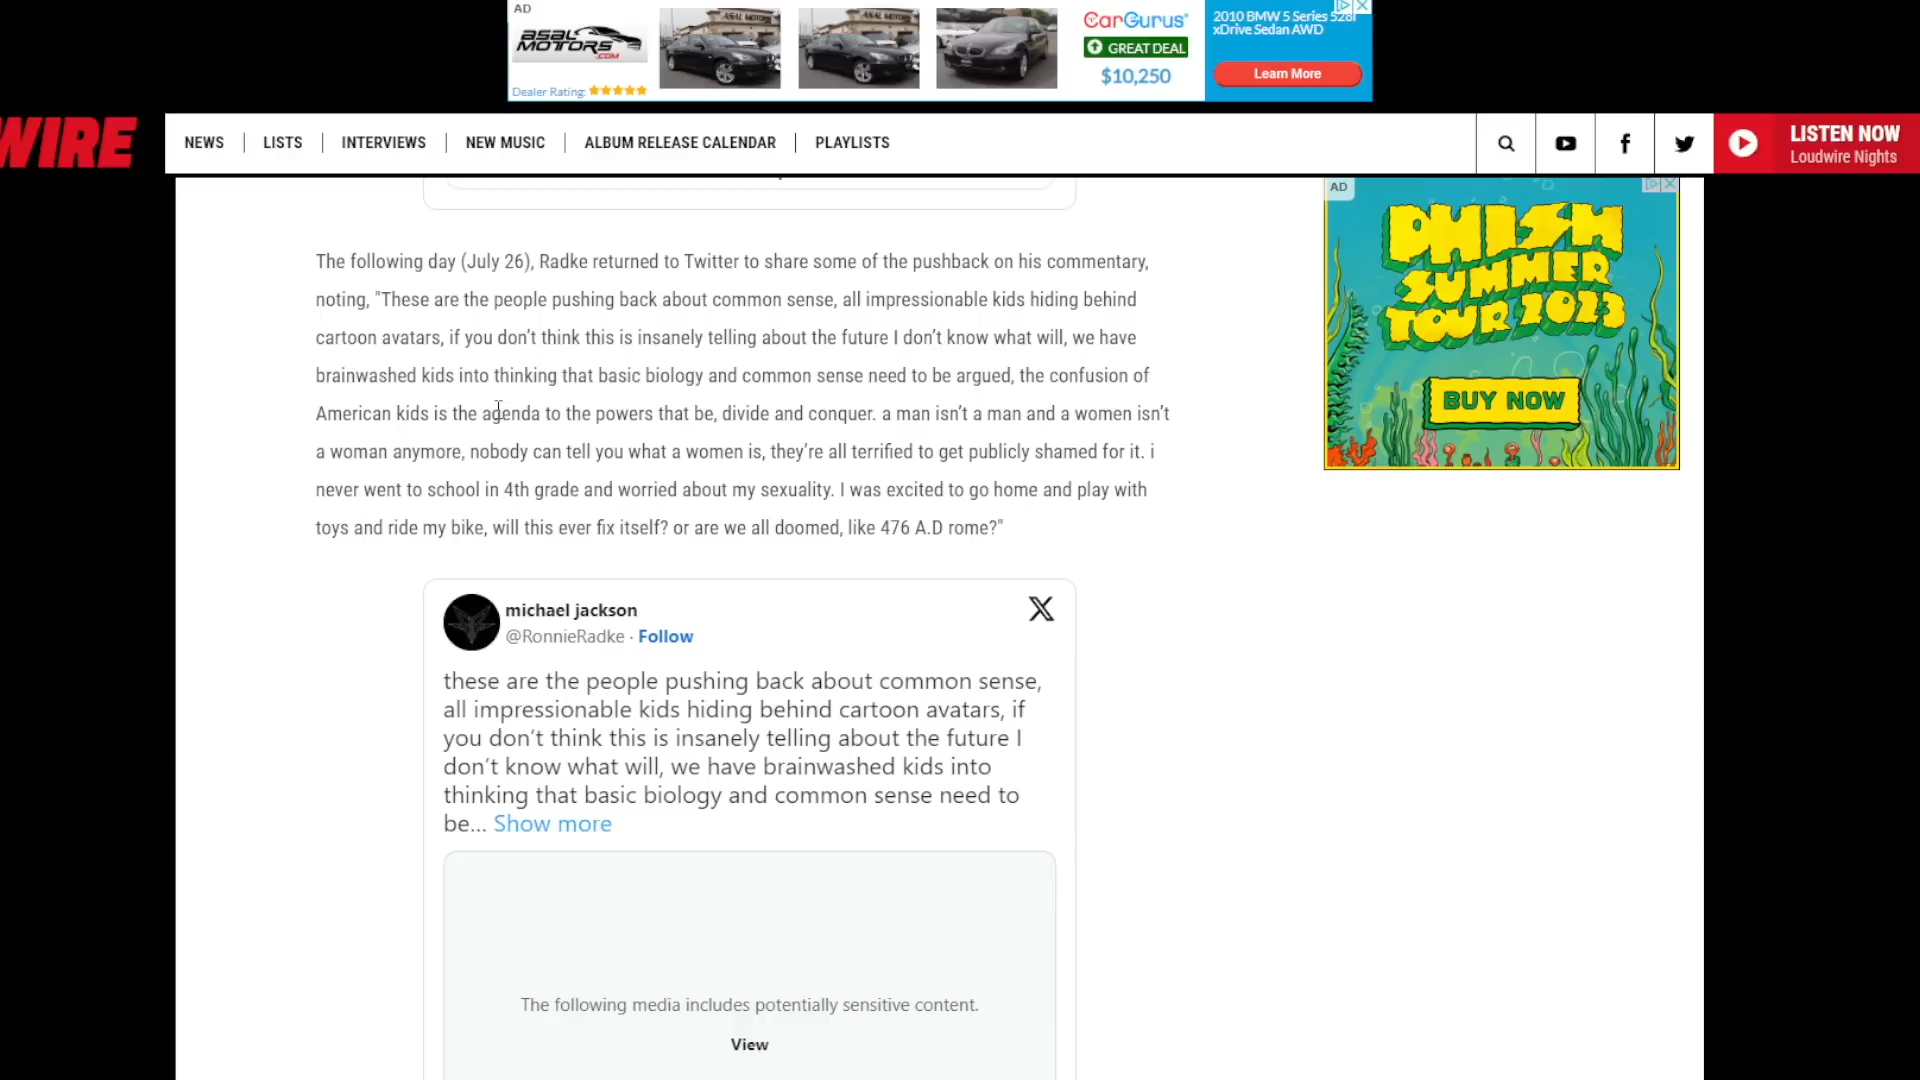 AD
ASAL MOTORS.COM
Dealer Rating:
CarGurus
GREAT DEAL
$10,250
2010 BMW 5 Series 528i
xDrive Sedan AWD
Learn More
WIRE
NEWS
LISTS
INTERVIEWS
NEW MUSIC
ALBUM RELEASE CALENDAR
PLAYLISTS
LISTEN NOW
Loudwire Nights
AD
PHISH
SUMMER
TOUR 2023
BUY NOW
The following day (July 26), Radke returned to Twitter to share some of the pushback on his commentary,
noting, "These are the people pushing back about common sense, all impressionable kids hiding behind
cartoon avatars, if you don’t think this is insanely telling about the future I don’t know what will, we have
brainwashed kids into thinking that basic biology and common sense need to be argued, the confusion of
American kids is the agenda to the powers that be, divide and conquer. a man isn’t a man and a women isn’t
a woman anymore, nobody can tell you what a women is, they’re all terrified to get publicly shamed for it. i
never went to school in 4th grade and worried about my sexuality. I was excited to go home and play with
toys and ride my bike, will this ever fix itself? or are we all doomed, like 476 A.D rome?"
michael jackson
@RonnieRadke · Follow
these are the people pushing back about common sense,
all impressionable kids hiding behind cartoon avatars, if
you don’t think this is insanely telling about the future I
don’t know what will, we have brainwashed kids into
thinking that basic biology and common sense need to
be... Show more
The following media includes potentially sensitive content.
View